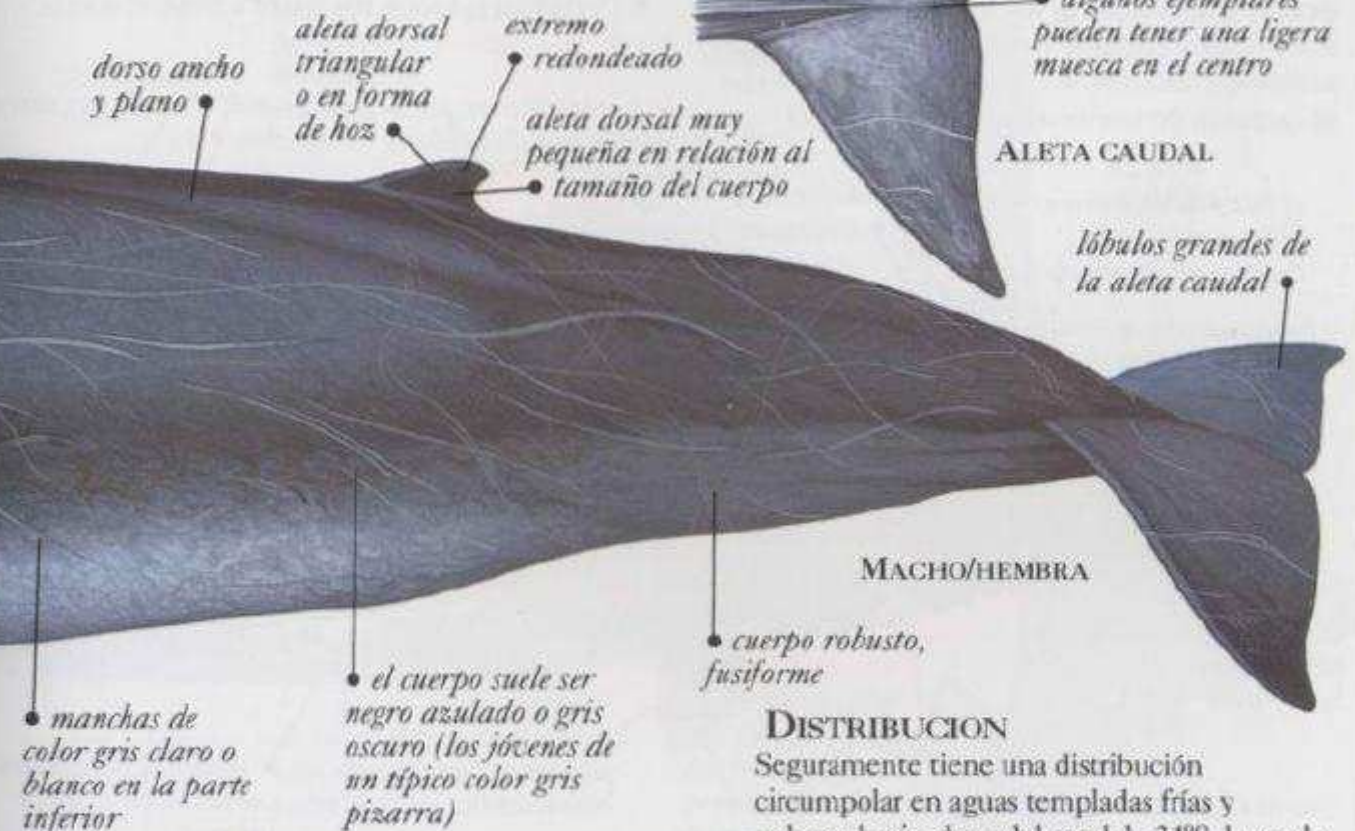 dorso ancho
y plano
aleta dorsal
triangular
o en forma
de hoz
extremo
redondeado
aleta dorsal muy
pequeña en relación al
tamaño del cuerpo
algunos ejemplares
pueden tener una ligera
muesca en el centro
ALETA CAUDAL
lóbulos grandes de
la aleta caudal
MACHO/HEMBRA
manchas de
color gris claro o
blanco en la parte
inferior
el cuerpo suele ser
negro azulado o gris
oscuro (los jóvenes de
un típico color gris
pizarra)
cuerpo robusto,
fusiforme
DISTRIBUCION
Seguramente tiene una distribución
circumpolar en aguas templadas frías y